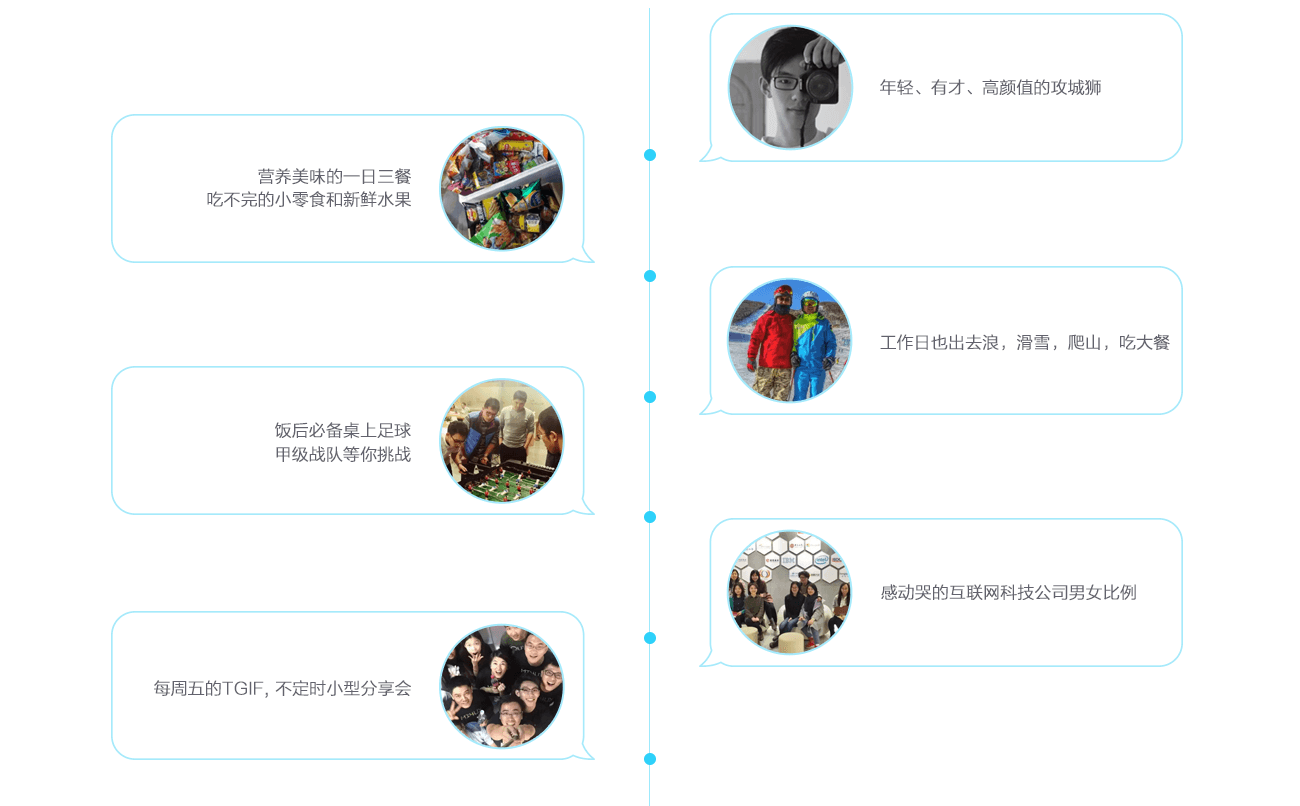 年轻、有才、高颜值的攻城狮
营养美味的一日三餐
吃不完的小零食和新鲜水果
工作日也出去浪，滑雪，爬山，吃大餐
饭后必备桌上足球
甲级战队等你挑战
感动哭的互联网科技公司男女比例
每周五的TGIF, 不定时小型分享会